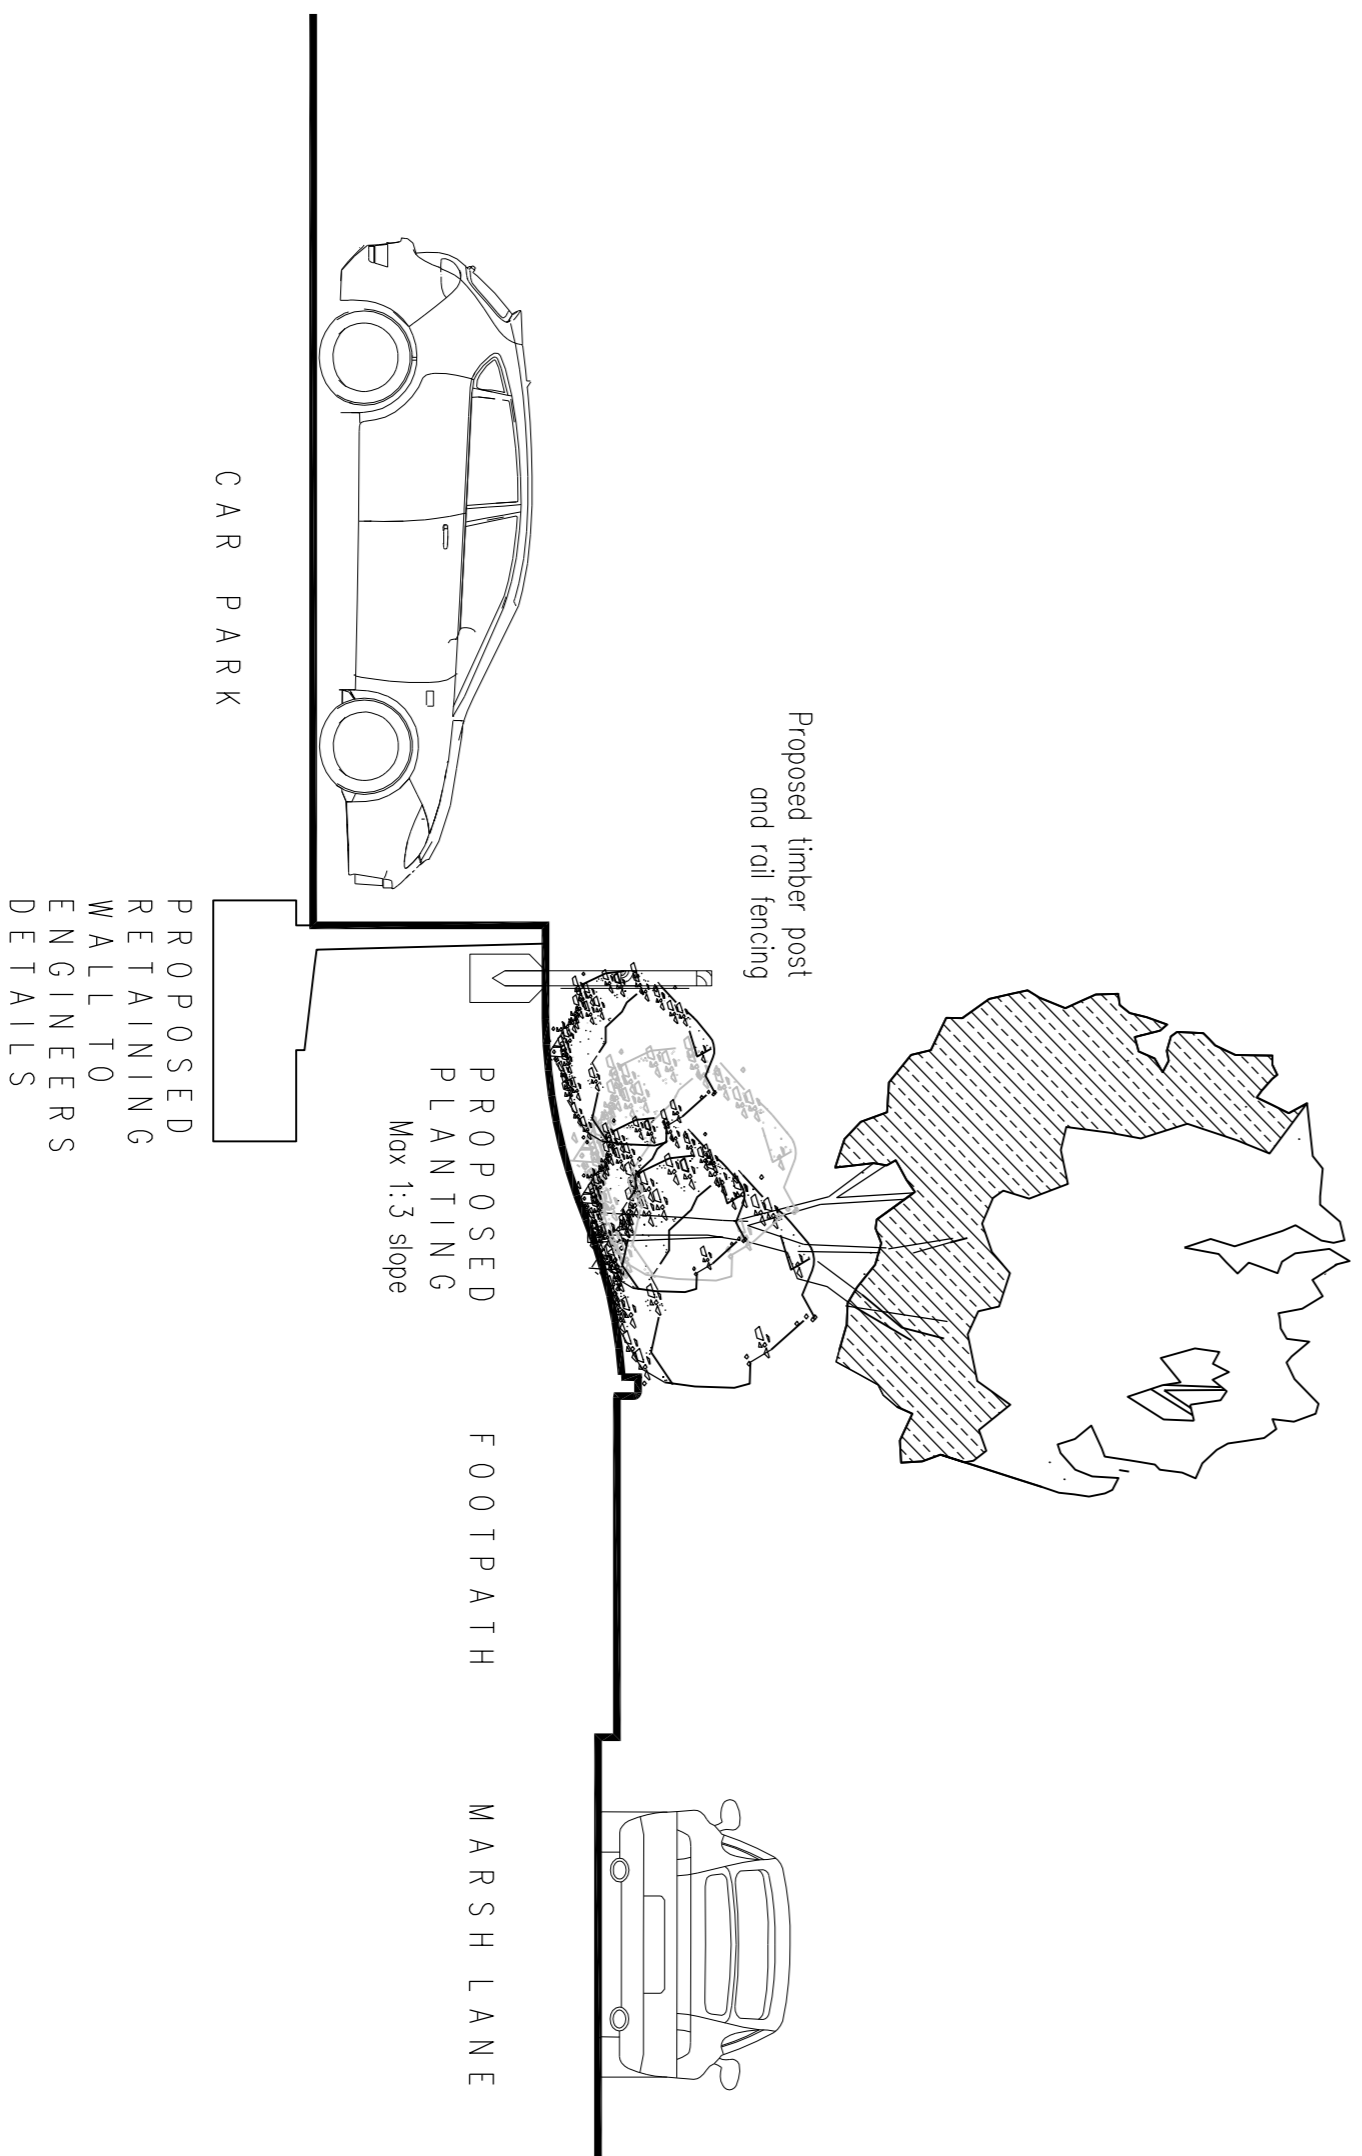 Proposed timber post
and rail fencing
CAR PARK
PROPOSED
RETAINING
WALL TO
ENGINEERS
DETAILS
PROPOSED
PLANTING
Max 1:3 slope
FOOTPATH
MARSH LANE